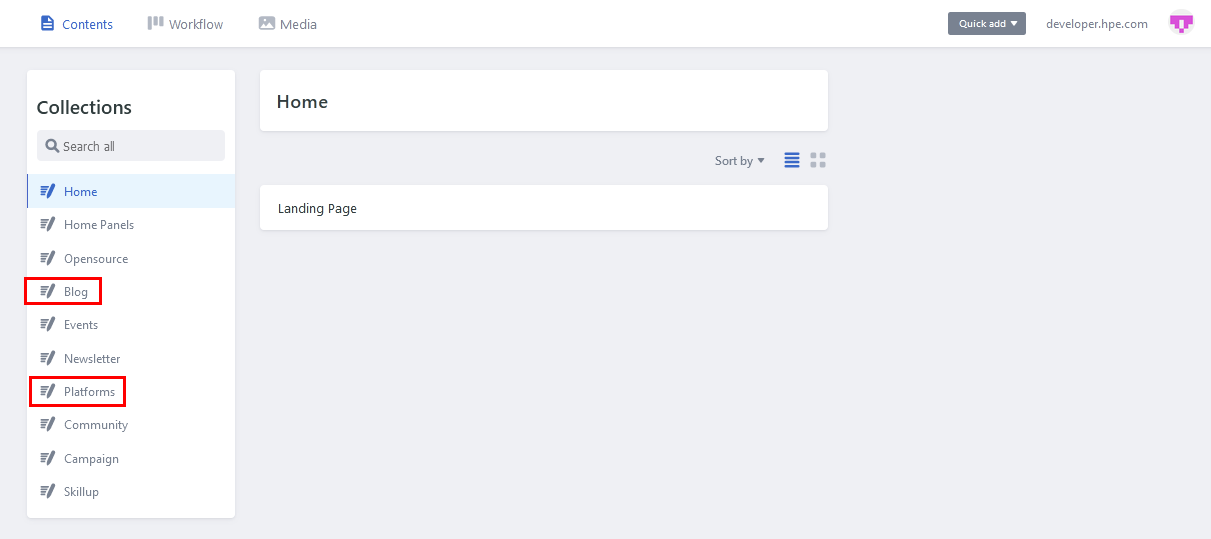 Contents
Workflow
Media
Quick add
developer.hpe.com
Collections
Search all
Home
Home Panels
Opensource
Blog
Events
Newsletter
Platforms
Community
Campaign
Skillup
Home
Sort by
Landing Page